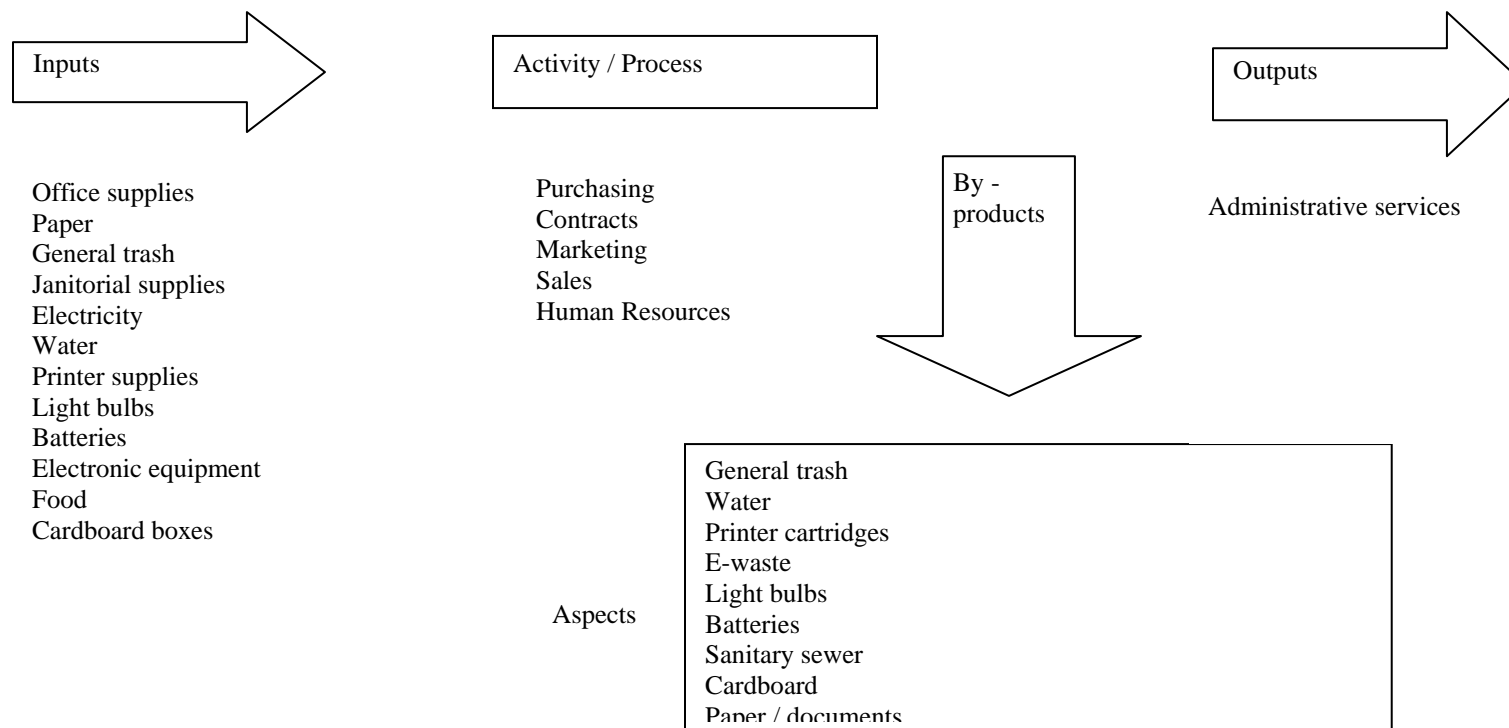 Inputs
Activity / Process
Outputs
Office supplies
Paper
General trash
Janitorial supplies
Electricity
Water
Printer supplies
Light bulbs
Batteries
Electronic equipment
Food
Cardboard boxes
Purchasing
Contracts
Marketing
Sales
Human Resources
By -
products
Administrative services
Aspects
General trash
Water
Printer cartridges
E-waste
Light bulbs
Batteries
Sanitary sewer
Cardboard
Paper / documents